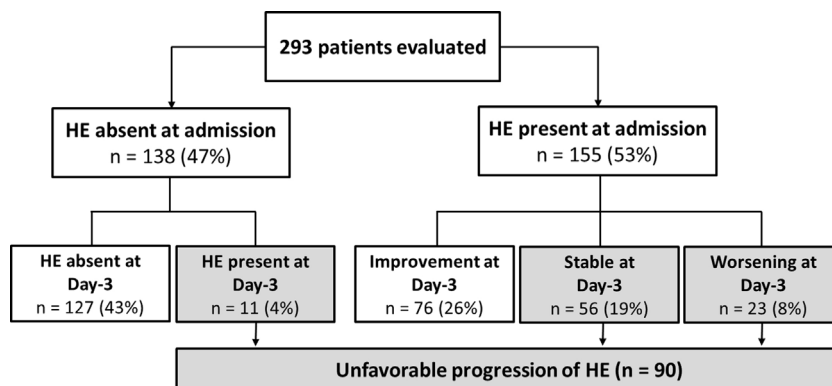 293 patients evaluated
HE absent at admission
n = 138 (47%)
HE present at admission
n = 155 (53%)
HE absent at
Day-3
n = 127 (43%)
HE present at
Day-3
n = 11 (4%)
Improvement at
Day-3
n = 76 (26%)
Stable at
Day-3
n = 56 (19%)
Worsening at
Day-3
n = 23 (8%)
Unfavorable progression of HE (n = 90)